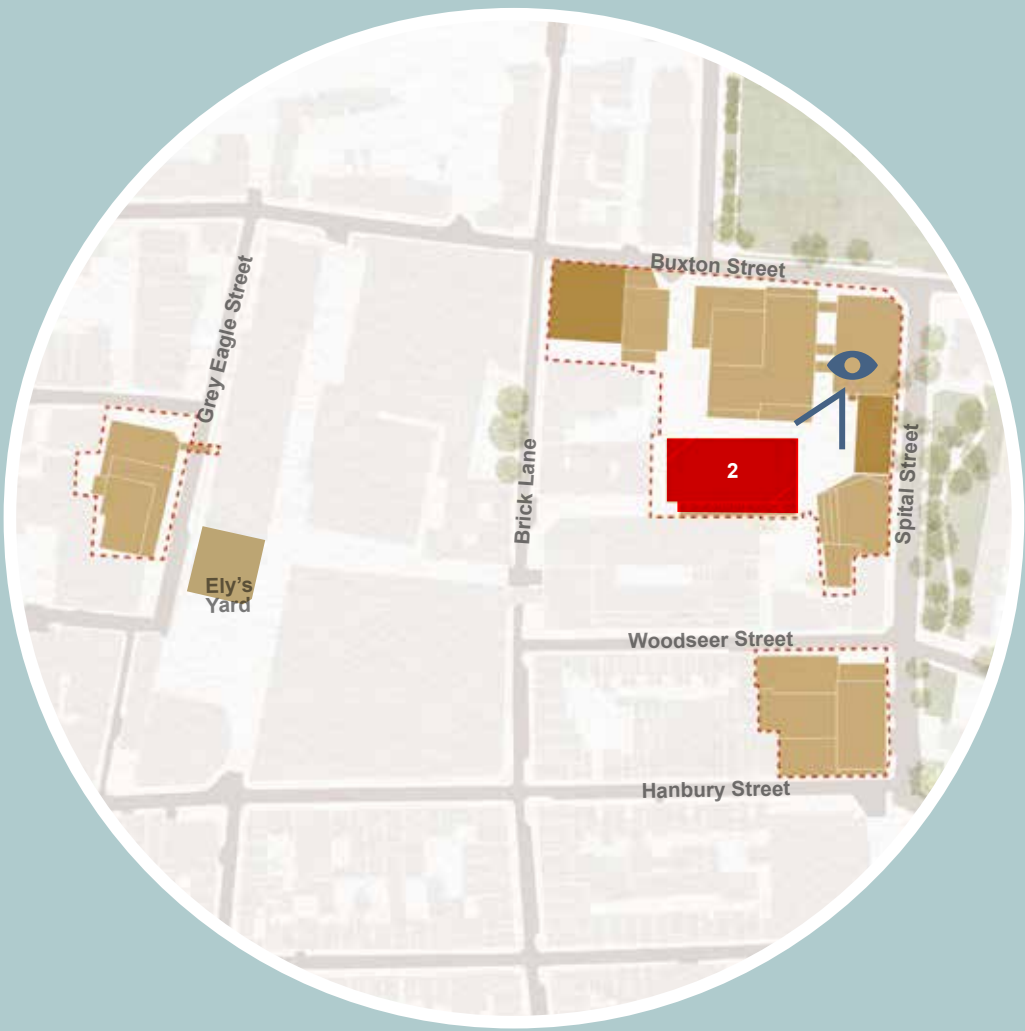 Buxton Street
Grey Eagle Street
Brick Lane
2
Spital Street
Ely's
Yard
Woodseer Street
Hanbury Street